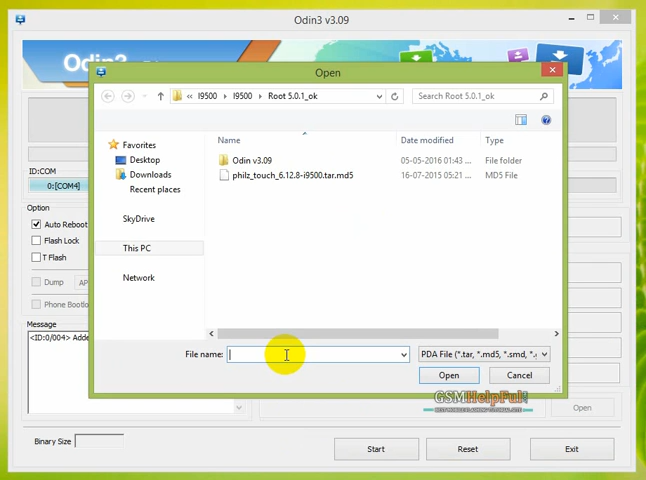 Odin3 v3.09
Odin3
Open
« I9500 I9500 Root 5.0.1_ok
Search Root 5.0.1_ok
Name Date modified Type
Favorites
Desktop
Downloads
Recent places
SkyDrive
This PC
Network
Odin v3.09 05-05-2016 01:43 ... File folder
philz_touch_6.12.8-i9500.tar.md5 16-07-2015 05:21 ... MD5 File
File name:
PDA File (*.tar, *.md5, *.smd, *.g
Open
Cancel
ID:COM
0:[COM4]
Option
Auto Reboot
Flash Lock
T Flash
Dump AP
Phone Bootlo
Message
<ID:0/004> Adde
GSMHelpFul
Open
Binary Size
Start
Reset
Exit